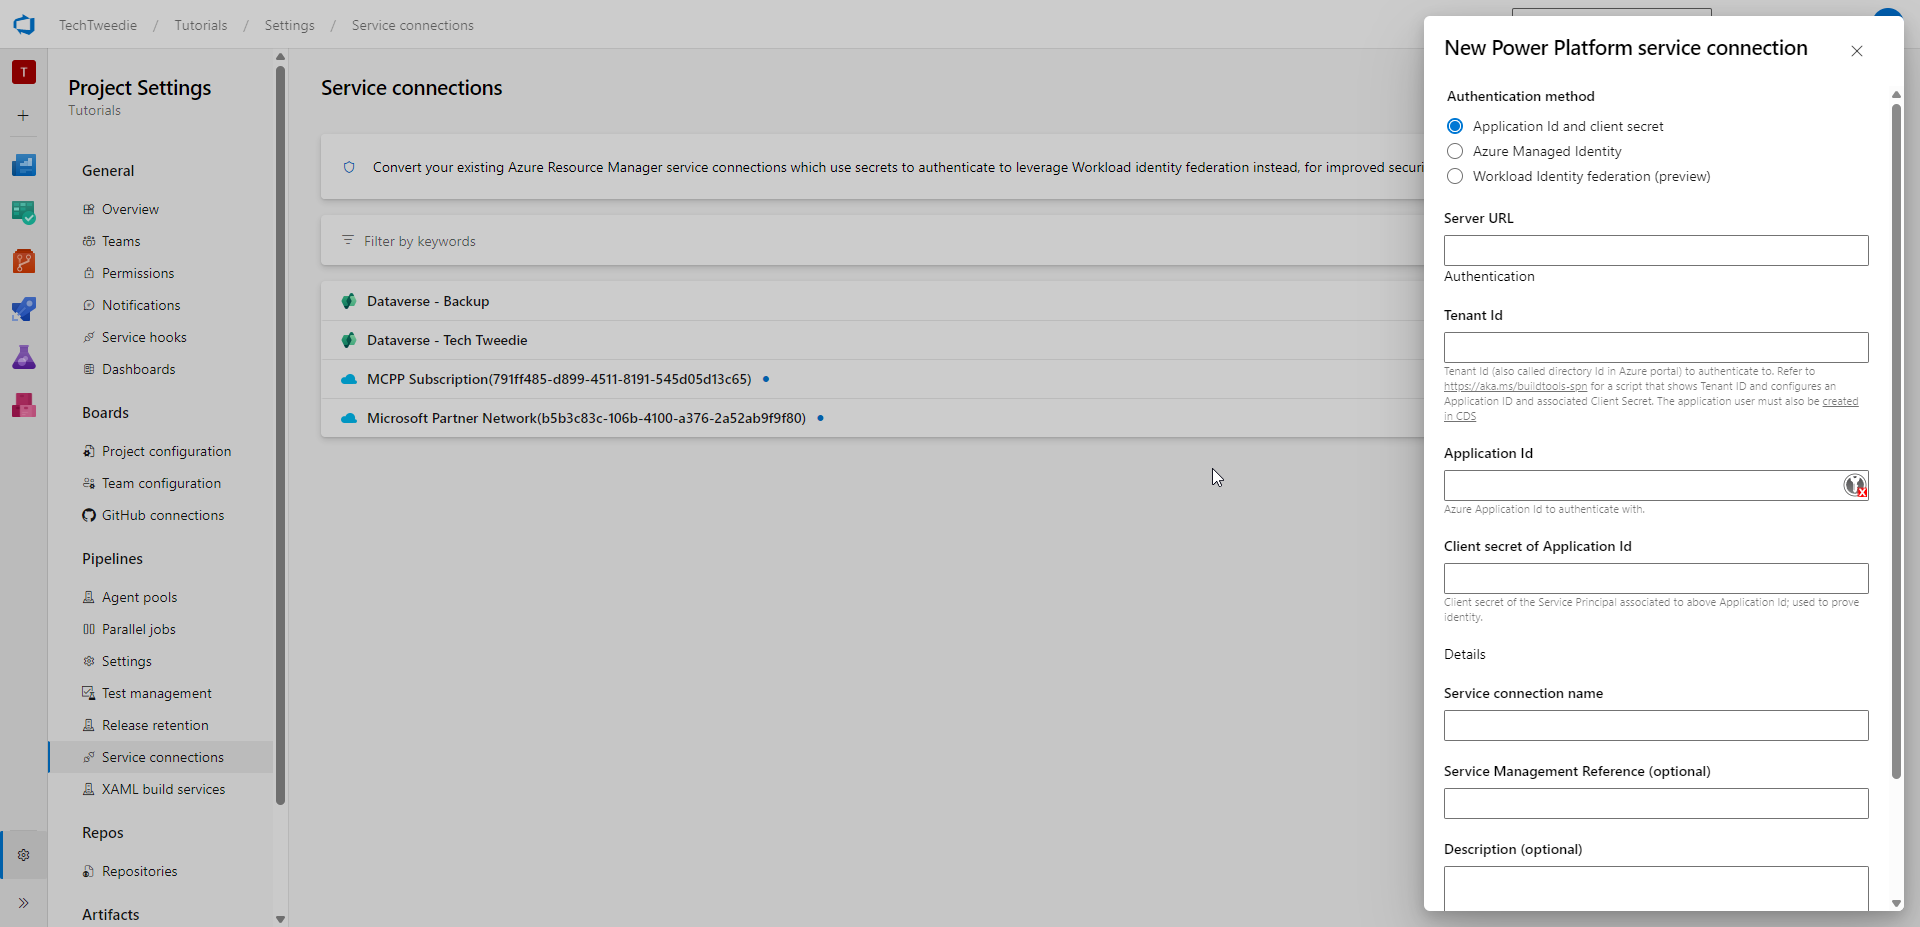 TechTweedie / Tutorials / Settings / Service connections
T
Project Settings
Tutorials
General
Overview
Teams
Permissions
Notifications
Service hooks
Dashboards
Boards
Project configuration
Team configuration
GitHub connections
Pipelines
Agent pools
Parallel jobs
Settings
Test management
Release retention
Service connections
XAML build services
Repos
Repositories
Artifacts
Service connections
Convert your existing Azure Resource Manager service connections which use secrets to authenticate to leverage Workload identity federation instead, for improved securi
Filter by keywords
Dataverse - Backup
Dataverse - Tech Tweedie
MCPP Subscription(791ff485-d899-4511-8191-545d05d13c65)
Microsoft Partner Network(b5b3c83c-106b-4100-a376-2a52ab9f9f80)
New Power Platform service connection
Authentication method
Application Id and client secret
Azure Managed Identity
Workload Identity federation (preview)
Server URL
Authentication
Tenant Id
Tenant Id (also called directory Id in Azure portal) to authenticate to. Refer to
https://aka.ms/buildtools-spn for a script that shows Tenant ID and configures an
Application ID and associated Client Secret. The application user must also be created
in CDS
Application Id
Azure Application Id to authenticate with.
Client secret of Application Id
Client secret of the Service Principal associated to above Application Id; used to prove
identity.
Details
Service connection name
Service Management Reference (optional)
Description (optional)